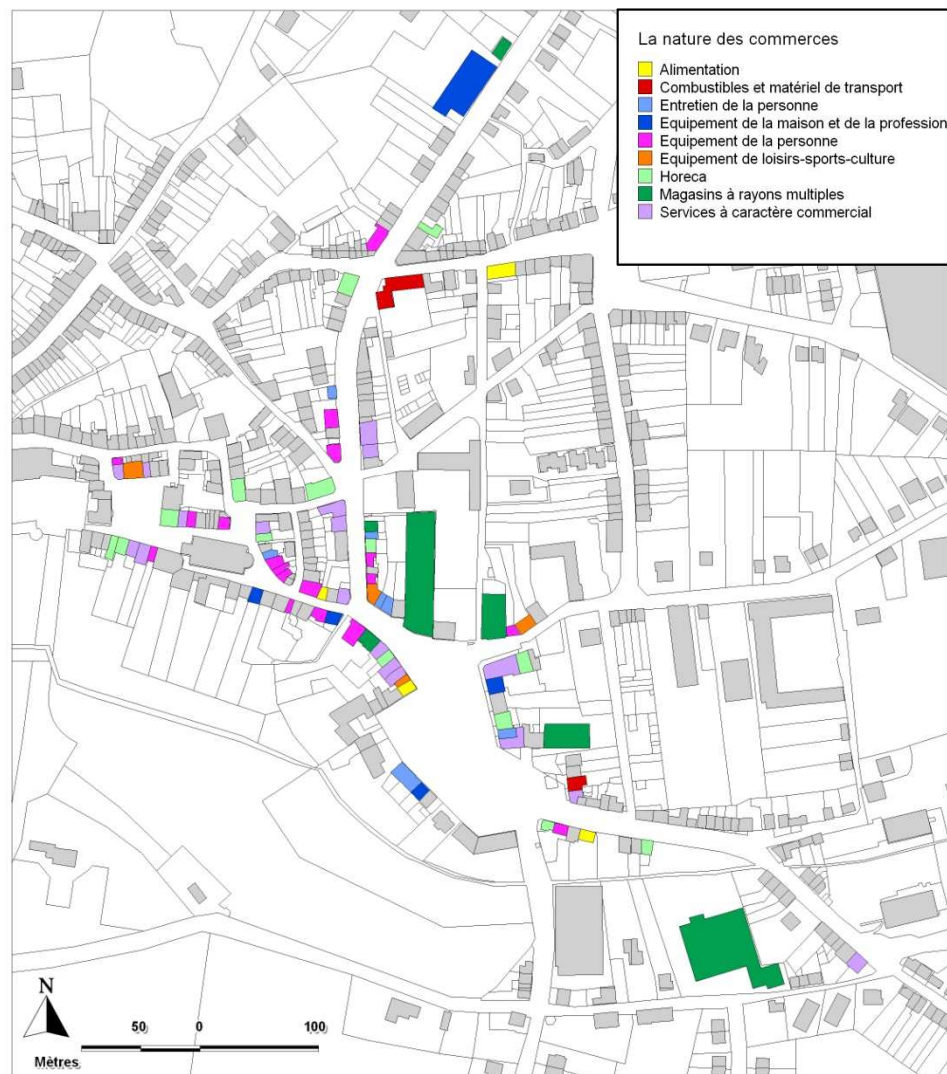 La nature des commerces
Alimentation
Combustibles et matériel de transport
Entretien de la personne
Equipement de la maison et de la profession
Equipement de la personne
Equipement de loisirs-sports-culture
Horeca
Magasins à rayons multiples
Services à caractère commercial
N
50 0 100
Mètres